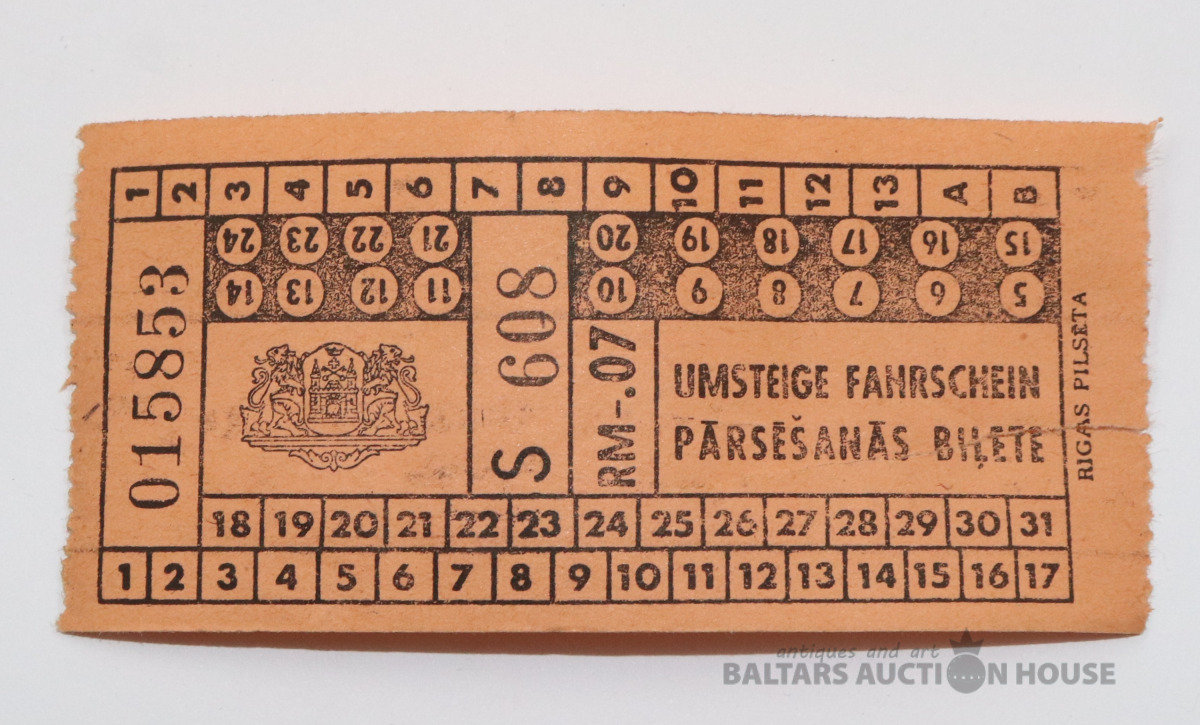 1 2 3 4 5 6 7 8 9 10 11 12 13 A B
24 23 22 21 20 19 18 17 16 15
14 13 12 11 10 9 8 7 6 5
015853
S 608
RM-.07
UMSTEIGE FAHRSCHEIN
PĀRSĒŠANĀS BIĻETE
RIGAS PILSĒTA
18 19 20 21 22 23 24 25 26 27 28 29 30 31
1 2 3 4 5 6 7 8 9 10 11 12 13 14 15 16 17
antiques and art
BALTARS AUCTION HOUSE